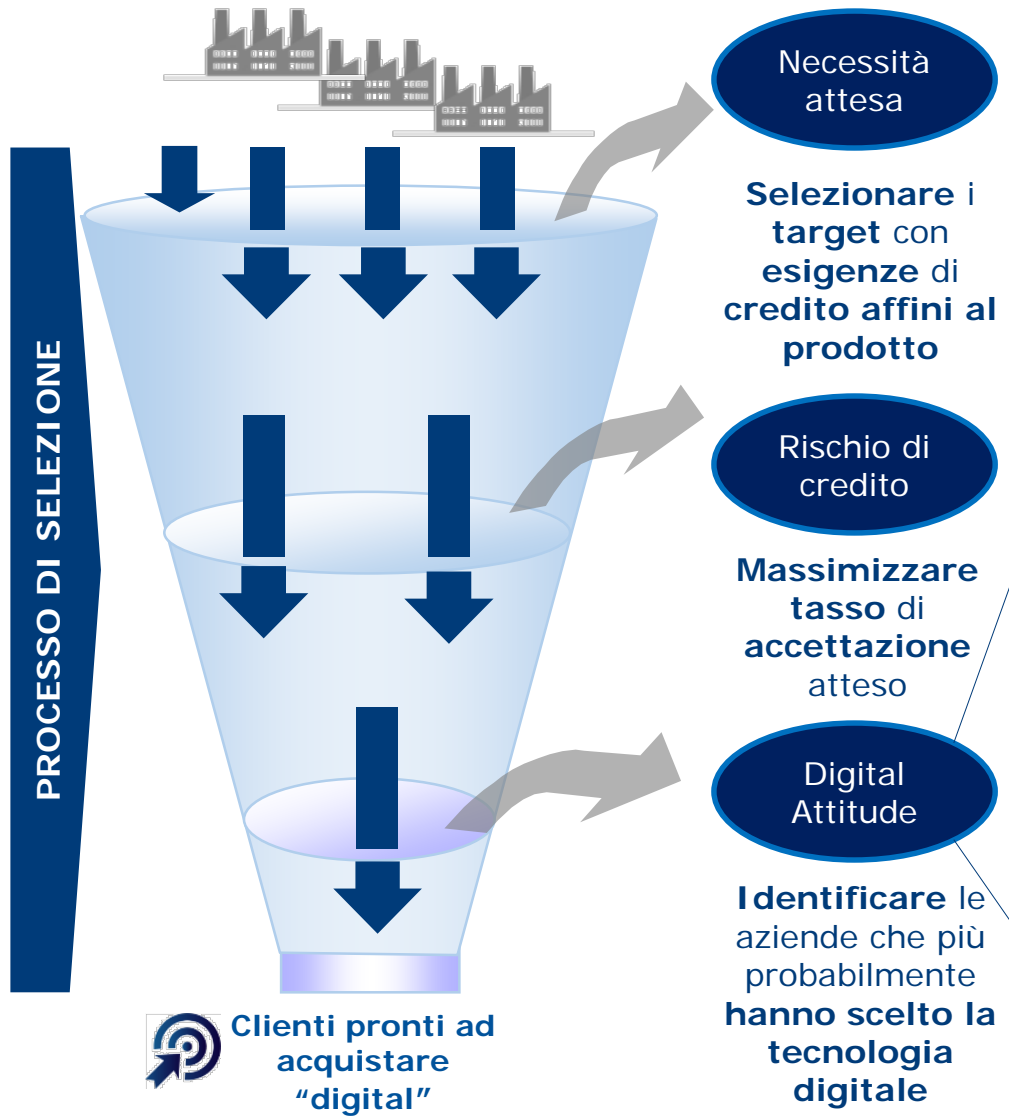 PROCESSO DI SELEZIONE
Necessità
attesa
Selezionare i
target con
esigenze di
credito affini al
prodotto
Rischio di
credito
Massimizzare
tasso di
accettazione
atteso
Digital
Attitude
Identificare le
aziende che più
probabilmente
hanno scelto la
tecnologia
digitale
Clienti pronti ad
acquistare
“digital”